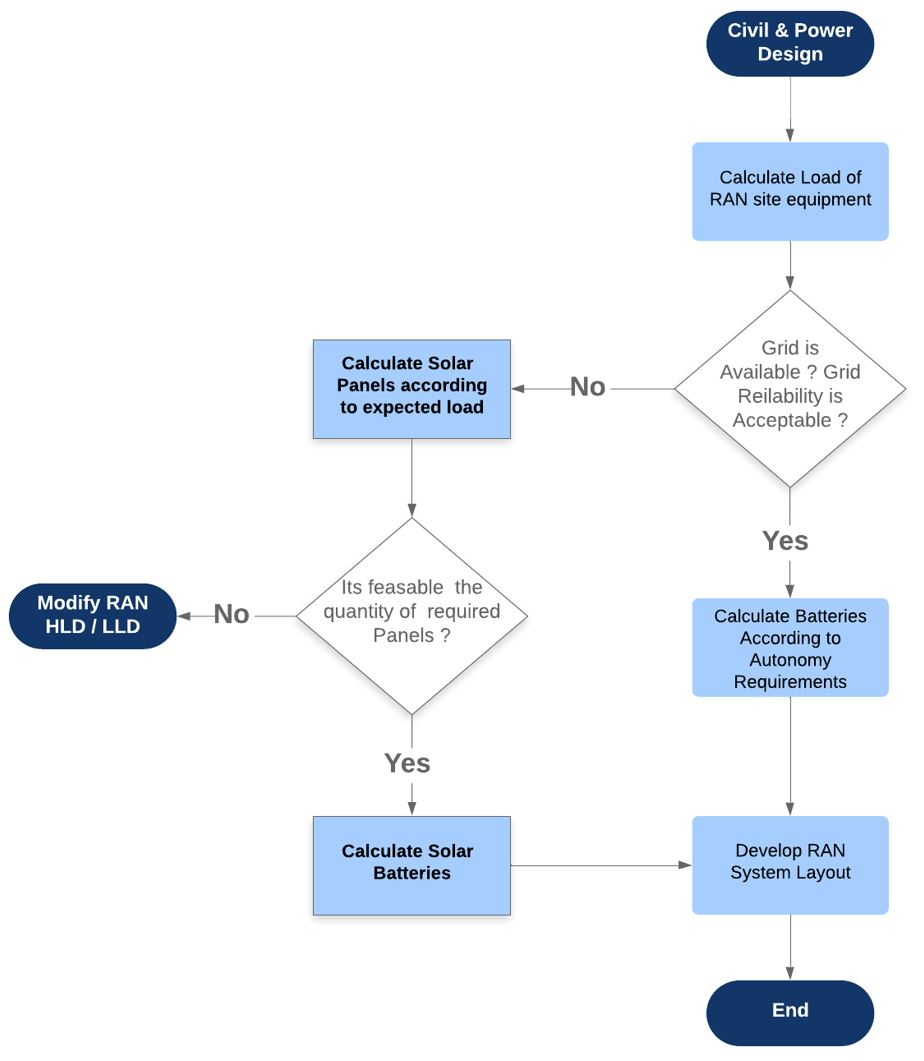 Civil & Power
Design
Calculate Load of
RAN site equipment
Grid is
Available ? Grid
Reilability is
Acceptable ?
No
Calculate Solar
Panels according
to expected load
Yes
Its feasable  the
quantity of  required
Panels ?
No
Modify RAN
HLD / LLD
Calculate Batteries
According to
Autonomy
Requirements
Yes
Calculate Solar
Batteries
Develop RAN
System Layout
End